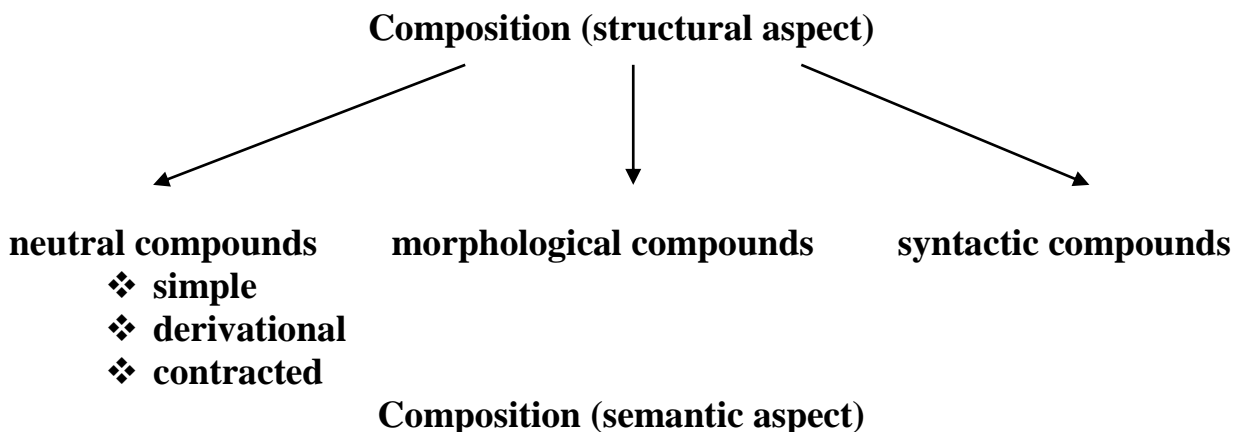 Composition (structural aspect)
neutral compounds morphological compounds syntactic compounds
❖ simple
❖ derivational
❖ contracted
Composition (semantic aspect)